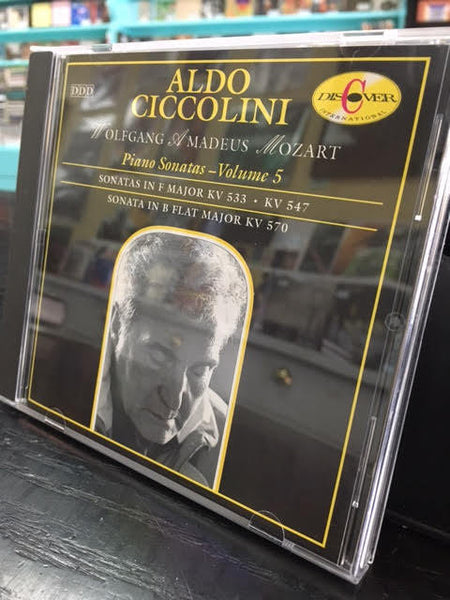 DDD
ALDO
CICCOLINI
DISCOVER
INTERNATIONAL
WOLFGANG AMADEUS MOZART
Piano Sonatas – Volume 5
SONATAS IN F MAJOR KV 533 · KV 547
SONATA IN B FLAT MAJOR KV 570